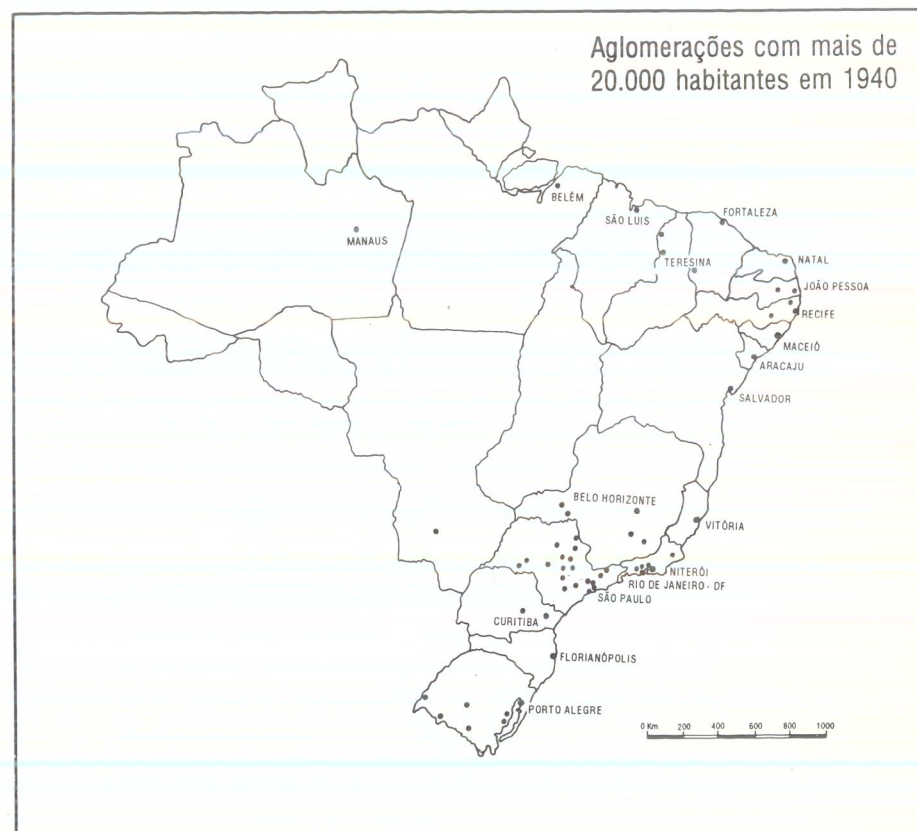 Aglomerações com mais de
20.000 habitantes em 1940
BELÉM
SÃO LUIS
FORTALEZA
MANAUS
TERESINA
NATAL
JOÃO PESSOA
RECIFE
MACEIÓ
ARACAJU
SALVADOR
BELO HORIZONTE
VITÓRIA
NITERÓI
RIO DE JANEIRO - DF
SÃO PAULO
CURITIBA
FLORIANÓPOLIS
PORTO ALEGRE
0 Km 200 400 600 800 1000